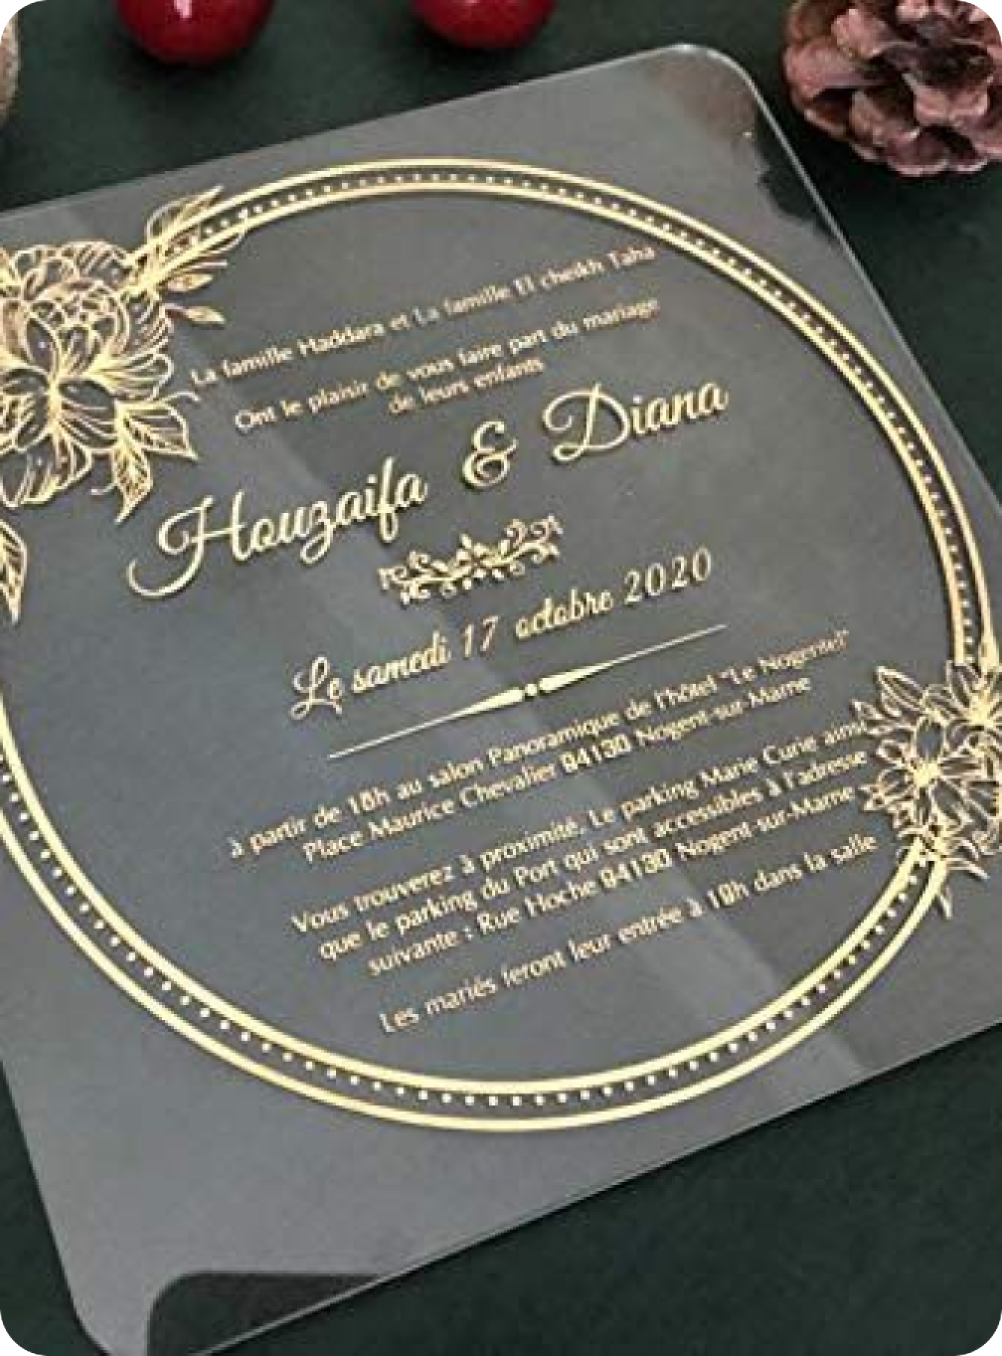 La famille Haddara et La famille El cheikh Taha
Ont le plaisir de vous faire part du mariage
de leurs enfants
Houzaifa & Diana
Le samedi 17 octobre 2020
à partir de 18h au salon Panoramique de l'hôtel "Le Nogentel"
Place Maurice Chevalier 94130 Nogent-sur-Marne
Vous trouverez à proximité. Le parking Marie Curie ainsi
que le parking du Port qui sont accessibles à l'adresse
suivante : Rue Hoche 94130 Nogent-sur-Marne
Les mariés feront leur entrée à 19h dans la salle